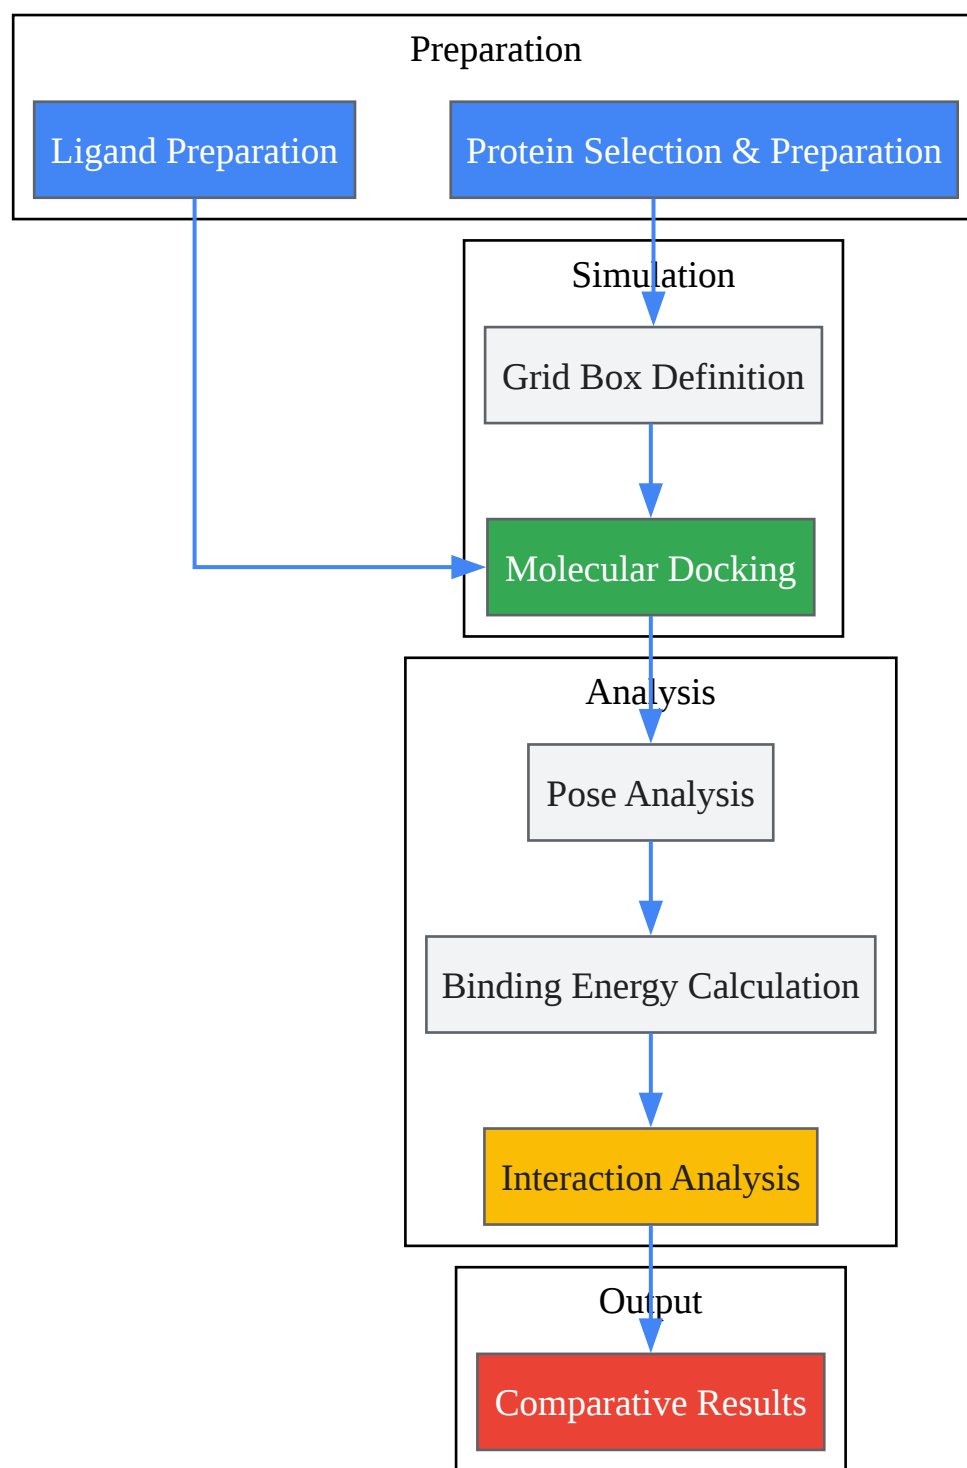 Preparation
Ligand Preparation
Protein Selection & Preparation
Simulation
Grid Box Definition
Molecular Docking
Analysis
Pose Analysis
Binding Energy Calculation
Interaction Analysis
Output
Comparative Results